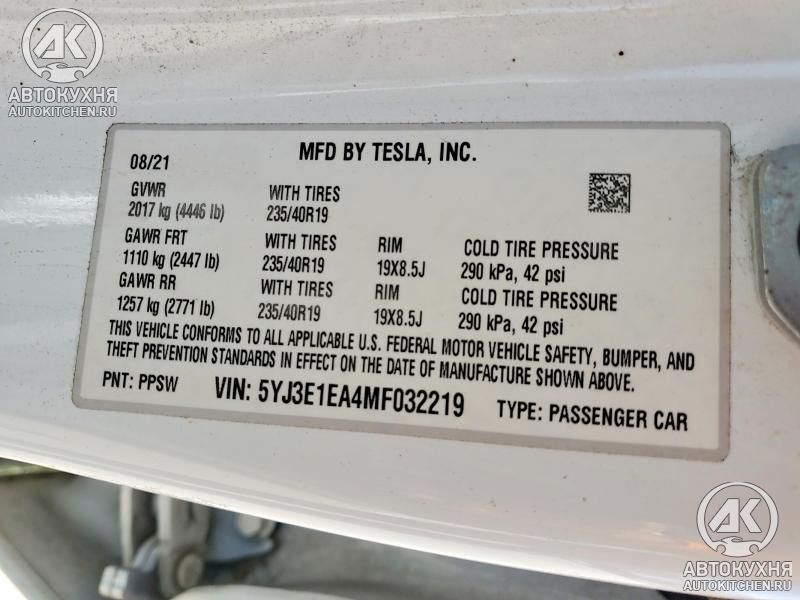 АК
АВТОКУХНЯ
AUTOKITCHEN.RU
MFD BY TESLA, INC.
08/21
GVWR WITH TIRES
2017 kg (4446 lb) 235/40R19
GAWR FRT WITH TIRES RIM COLD TIRE PRESSURE
1110 kg (2447 lb) 235/40R19 19X8.5J 290 kPa, 42 psi
GAWR RR WITH TIRES RIM COLD TIRE PRESSURE
1257 kg (2771 lb) 235/40R19 19X8.5J 290 kPa, 42 psi
THIS VEHICLE CONFORMS TO ALL APPLICABLE U.S. FEDERAL MOTOR VEHICLE SAFETY, BUMPER, AND
THEFT PREVENTION STANDARDS IN EFFECT ON THE DATE OF MANUFACTURE SHOWN ABOVE.
PNT: PPSW VIN: 5YJ3E1EA4MF032219 TYPE: PASSENGER CAR
АК
АВТОКУХНЯ
AUTOKITCHEN.RU